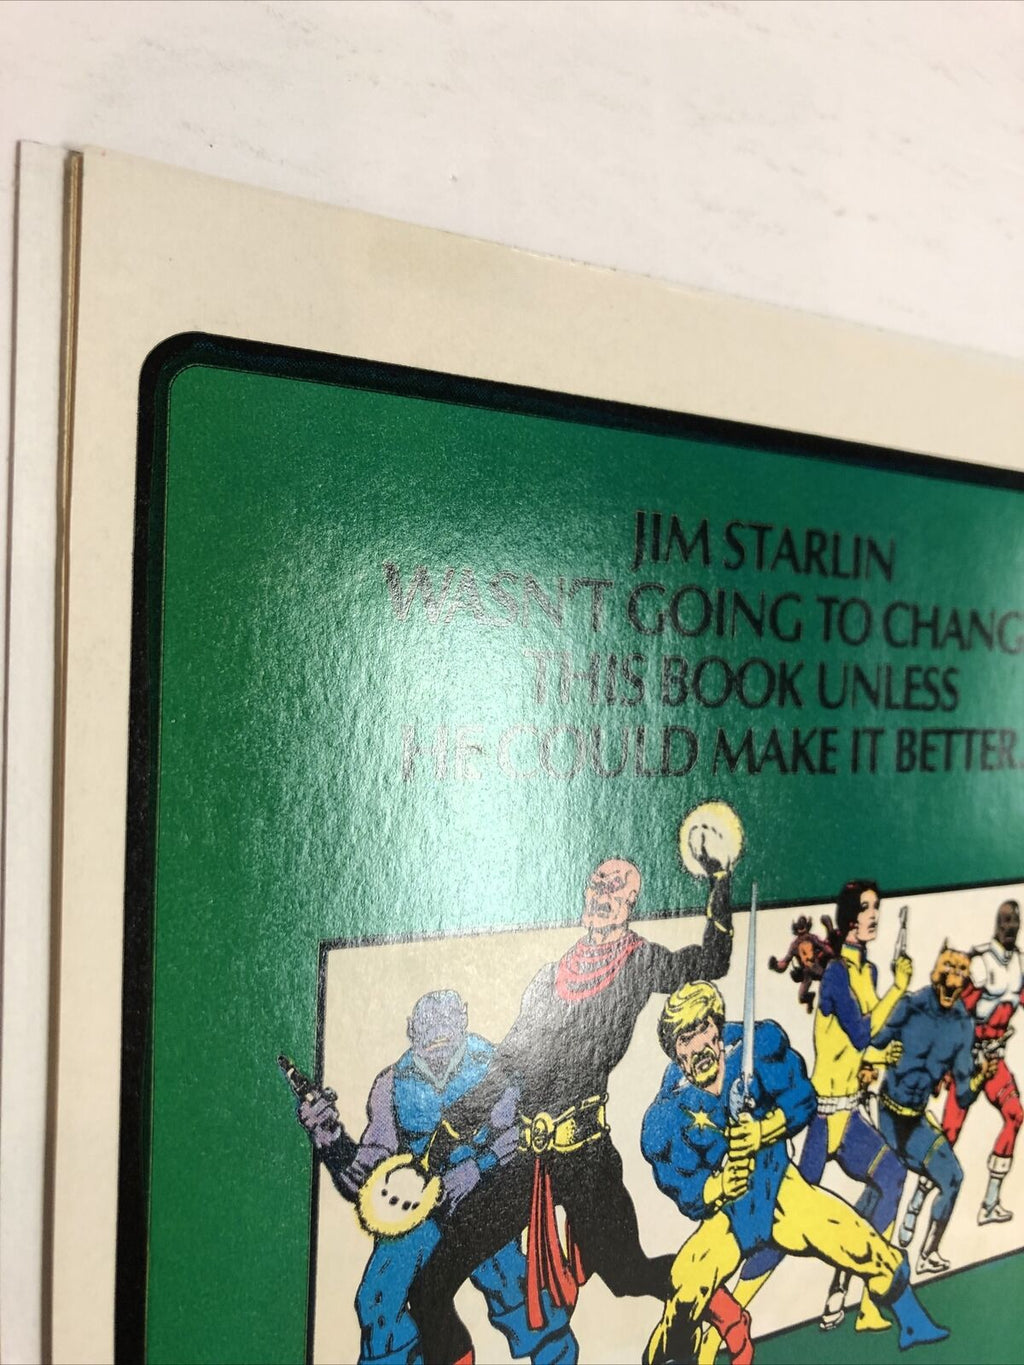 JIM STARLIN
WASN'T GOING TO CHANG
THIS BOOK UNLESS
HE COULD MAKE IT BETTER.